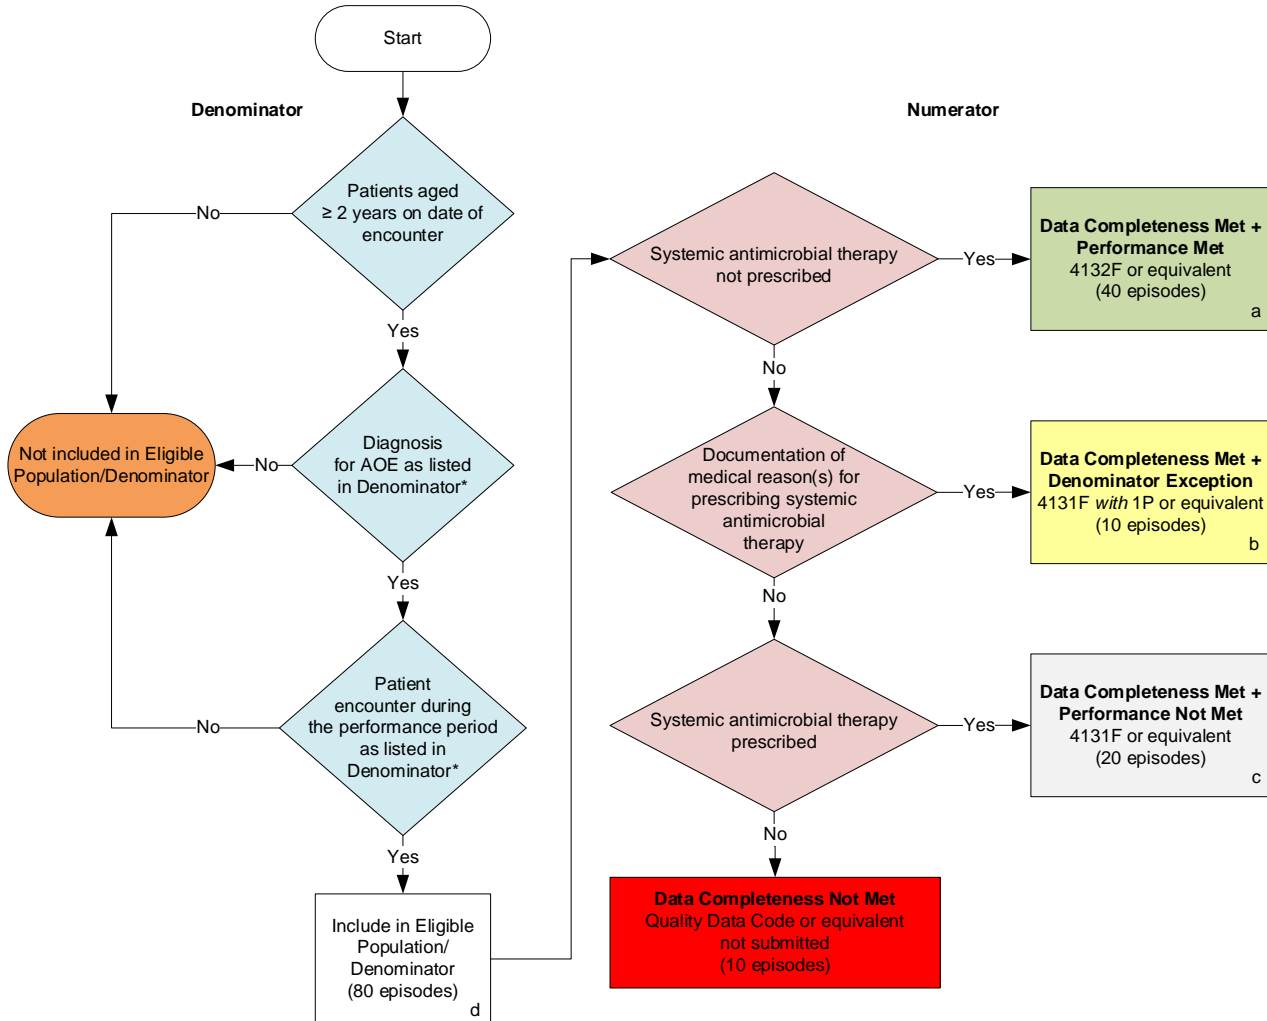 Start
Denominator
Patients aged
≥ 2 years on date of
encounter
No
Yes
Diagnosis
for AOE as listed
in Denominator*
No
Not included in Eligible
Population/Denominator
Yes
Patient
encounter during
the performance period
as listed in
Denominator*
No
Yes
Include in Eligible
Population/
Denominator
(80 episodes)
d
Numerator
Systemic antimicrobial therapy
not prescribed
Yes
Data Completeness Met +
Performance Met
4132F or equivalent
(40 episodes)
a
No
Documentation of
medical reason(s) for
prescribing systemic
antimicrobial
therapy
Yes
Data Completeness Met +
Denominator Exception
4131F with 1P or equivalent
(10 episodes)
b
No
Systemic antimicrobial therapy
prescribed
Yes
Data Completeness Met +
Performance Not Met
4131F or equivalent
(20 episodes)
c
No
Data Completeness Not Met
Quality Data Code or equivalent
not submitted
(10 episodes)